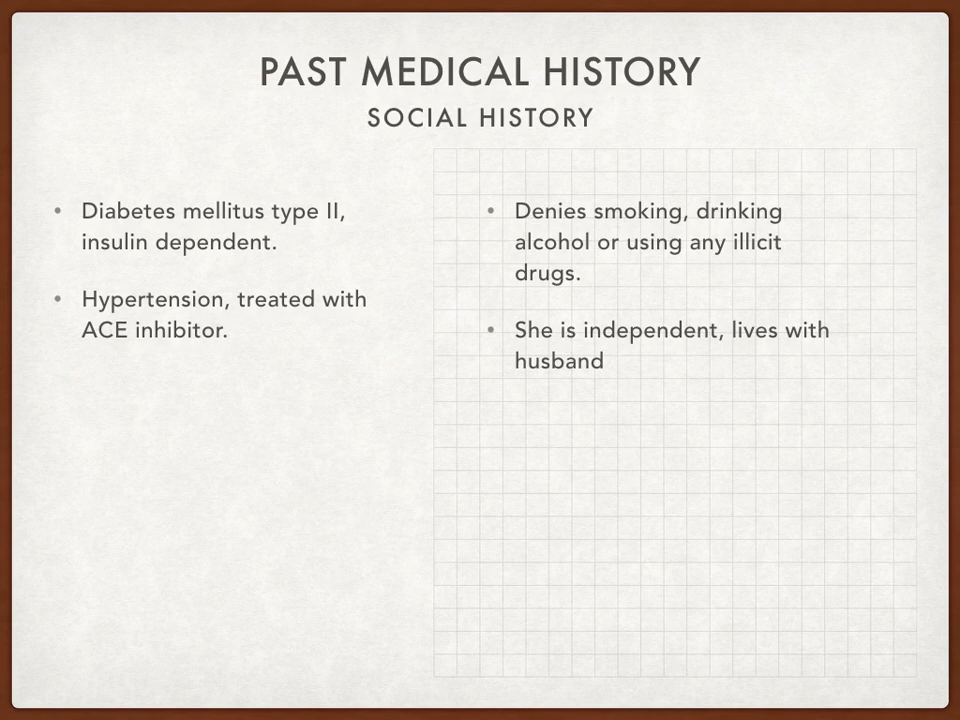 PAST MEDICAL HISTORY
SOCIAL HISTORY
• Diabetes mellitus type II,
insulin dependent.
• Hypertension, treated with
ACE inhibitor.
• Denies smoking, drinking
alcohol or using any illicit
drugs.
• She is independent, lives with
husband